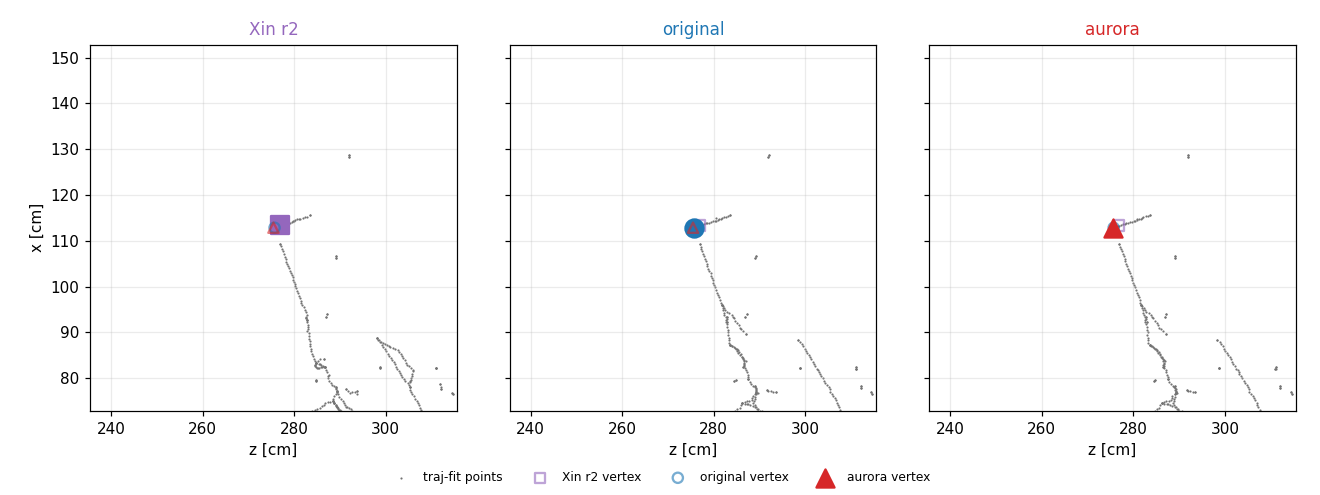 Xin r2
original
aurora
150
140
130
120
110
100
90
80
x [cm]
240 260 280 300
240 260 280 300
240 260 280 300
z [cm]
z [cm]
z [cm]
traj-fit points Xin r2 vertex original vertex aurora vertex